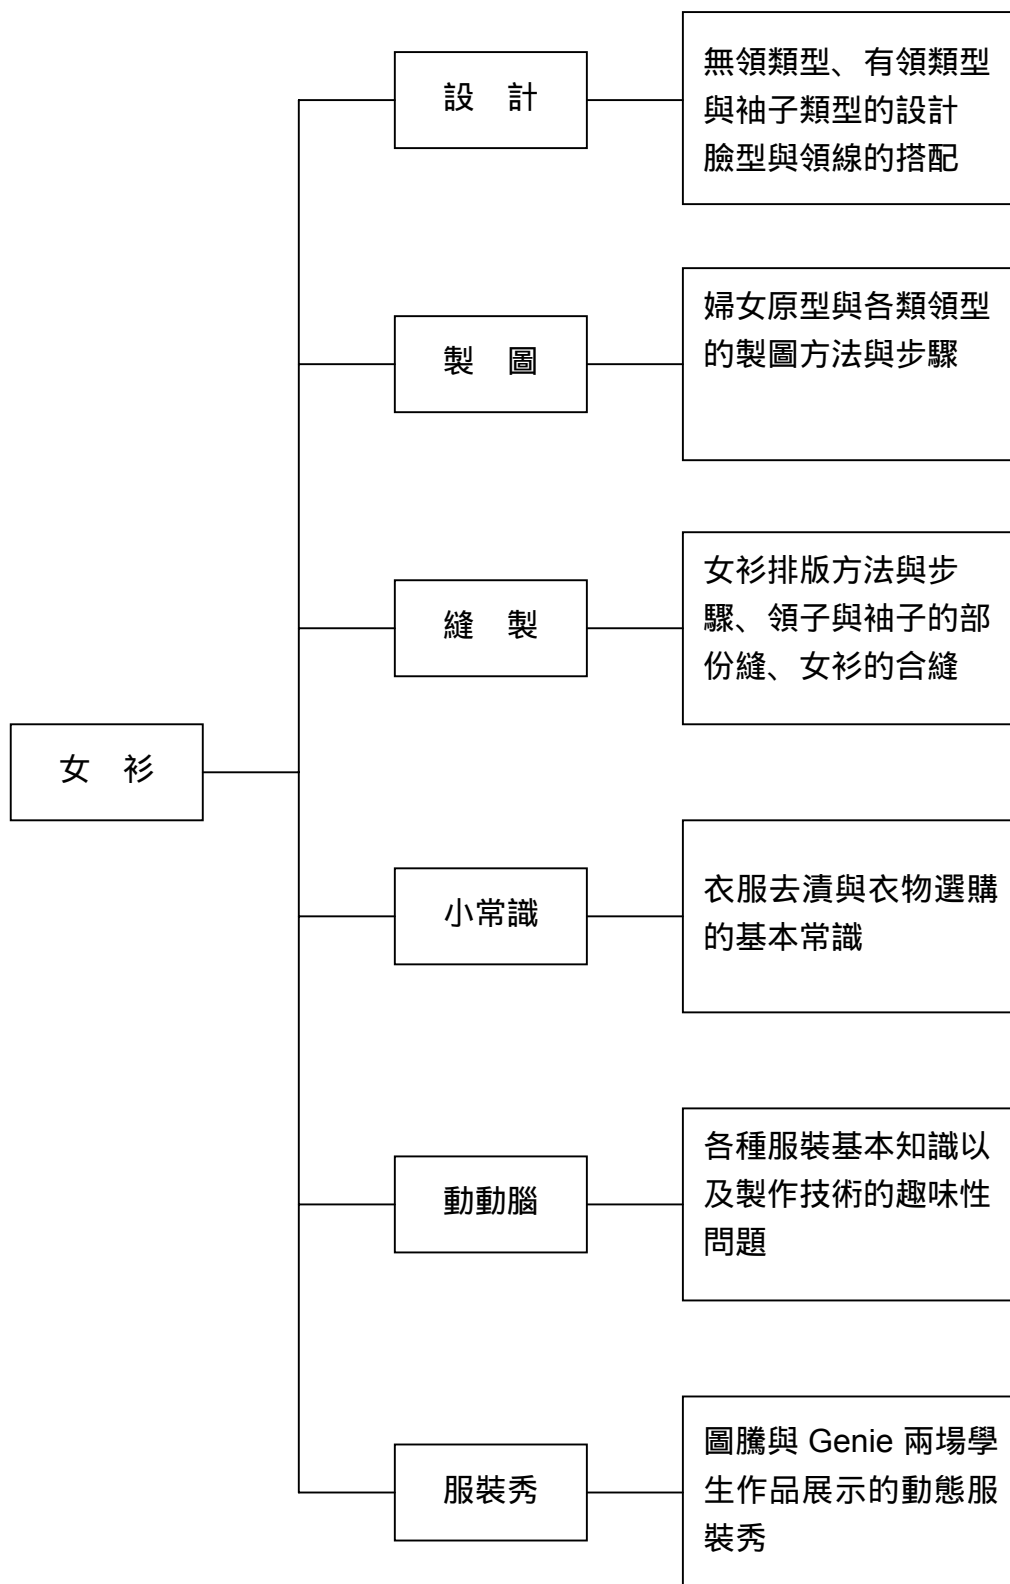 設　計
無領類型、有領類型
與袖子類型的設計
臉型與領線的搭配
製　圖
婦女原型與各類領型
的製圖方法與步驟
縫　製
女衫排版方法與步
驟、領子與袖子的部
份縫、女衫的合縫
女　衫
小常識
衣服去漬與衣物選購
的基本常識
動動腦
各種服裝基本知識以
及製作技術的趣味性
問題
服裝秀
圖騰與 Genie 兩場學
生作品展示的動態服
裝秀